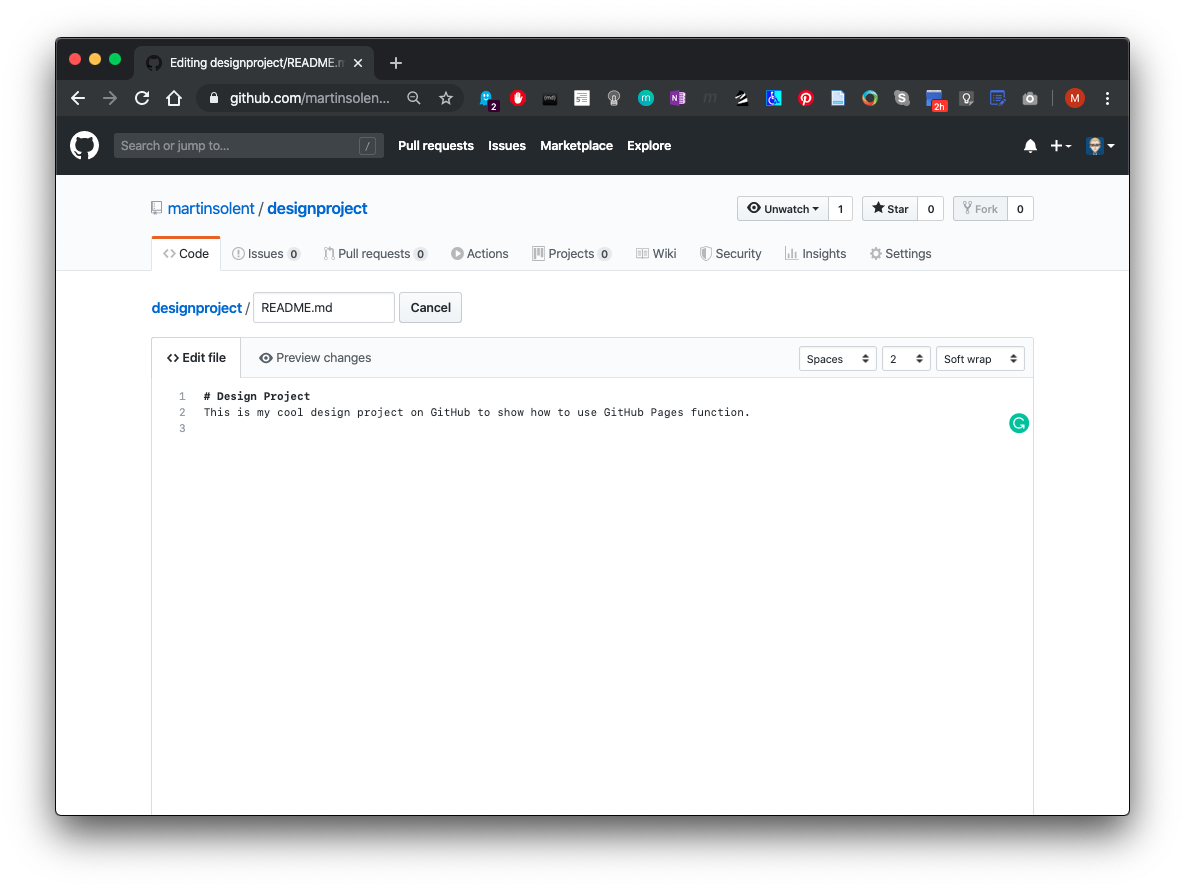 Editing designproject/README.m
github.com/martinsolen...
2
2h
M
Search or jump to... /
Pull requests Issues Marketplace Explore
martinsolent / designproject
Unwatch 1 Star 0 Fork 0
Code Issues 0 Pull requests 0 Actions Projects 0 Wiki Security Insights Settings
designproject / README.md Cancel
Edit file Preview changes Spaces 2 Soft wrap
1 # Design Project
2 This is my cool design project on GitHub to show how to use GitHub Pages function.
3